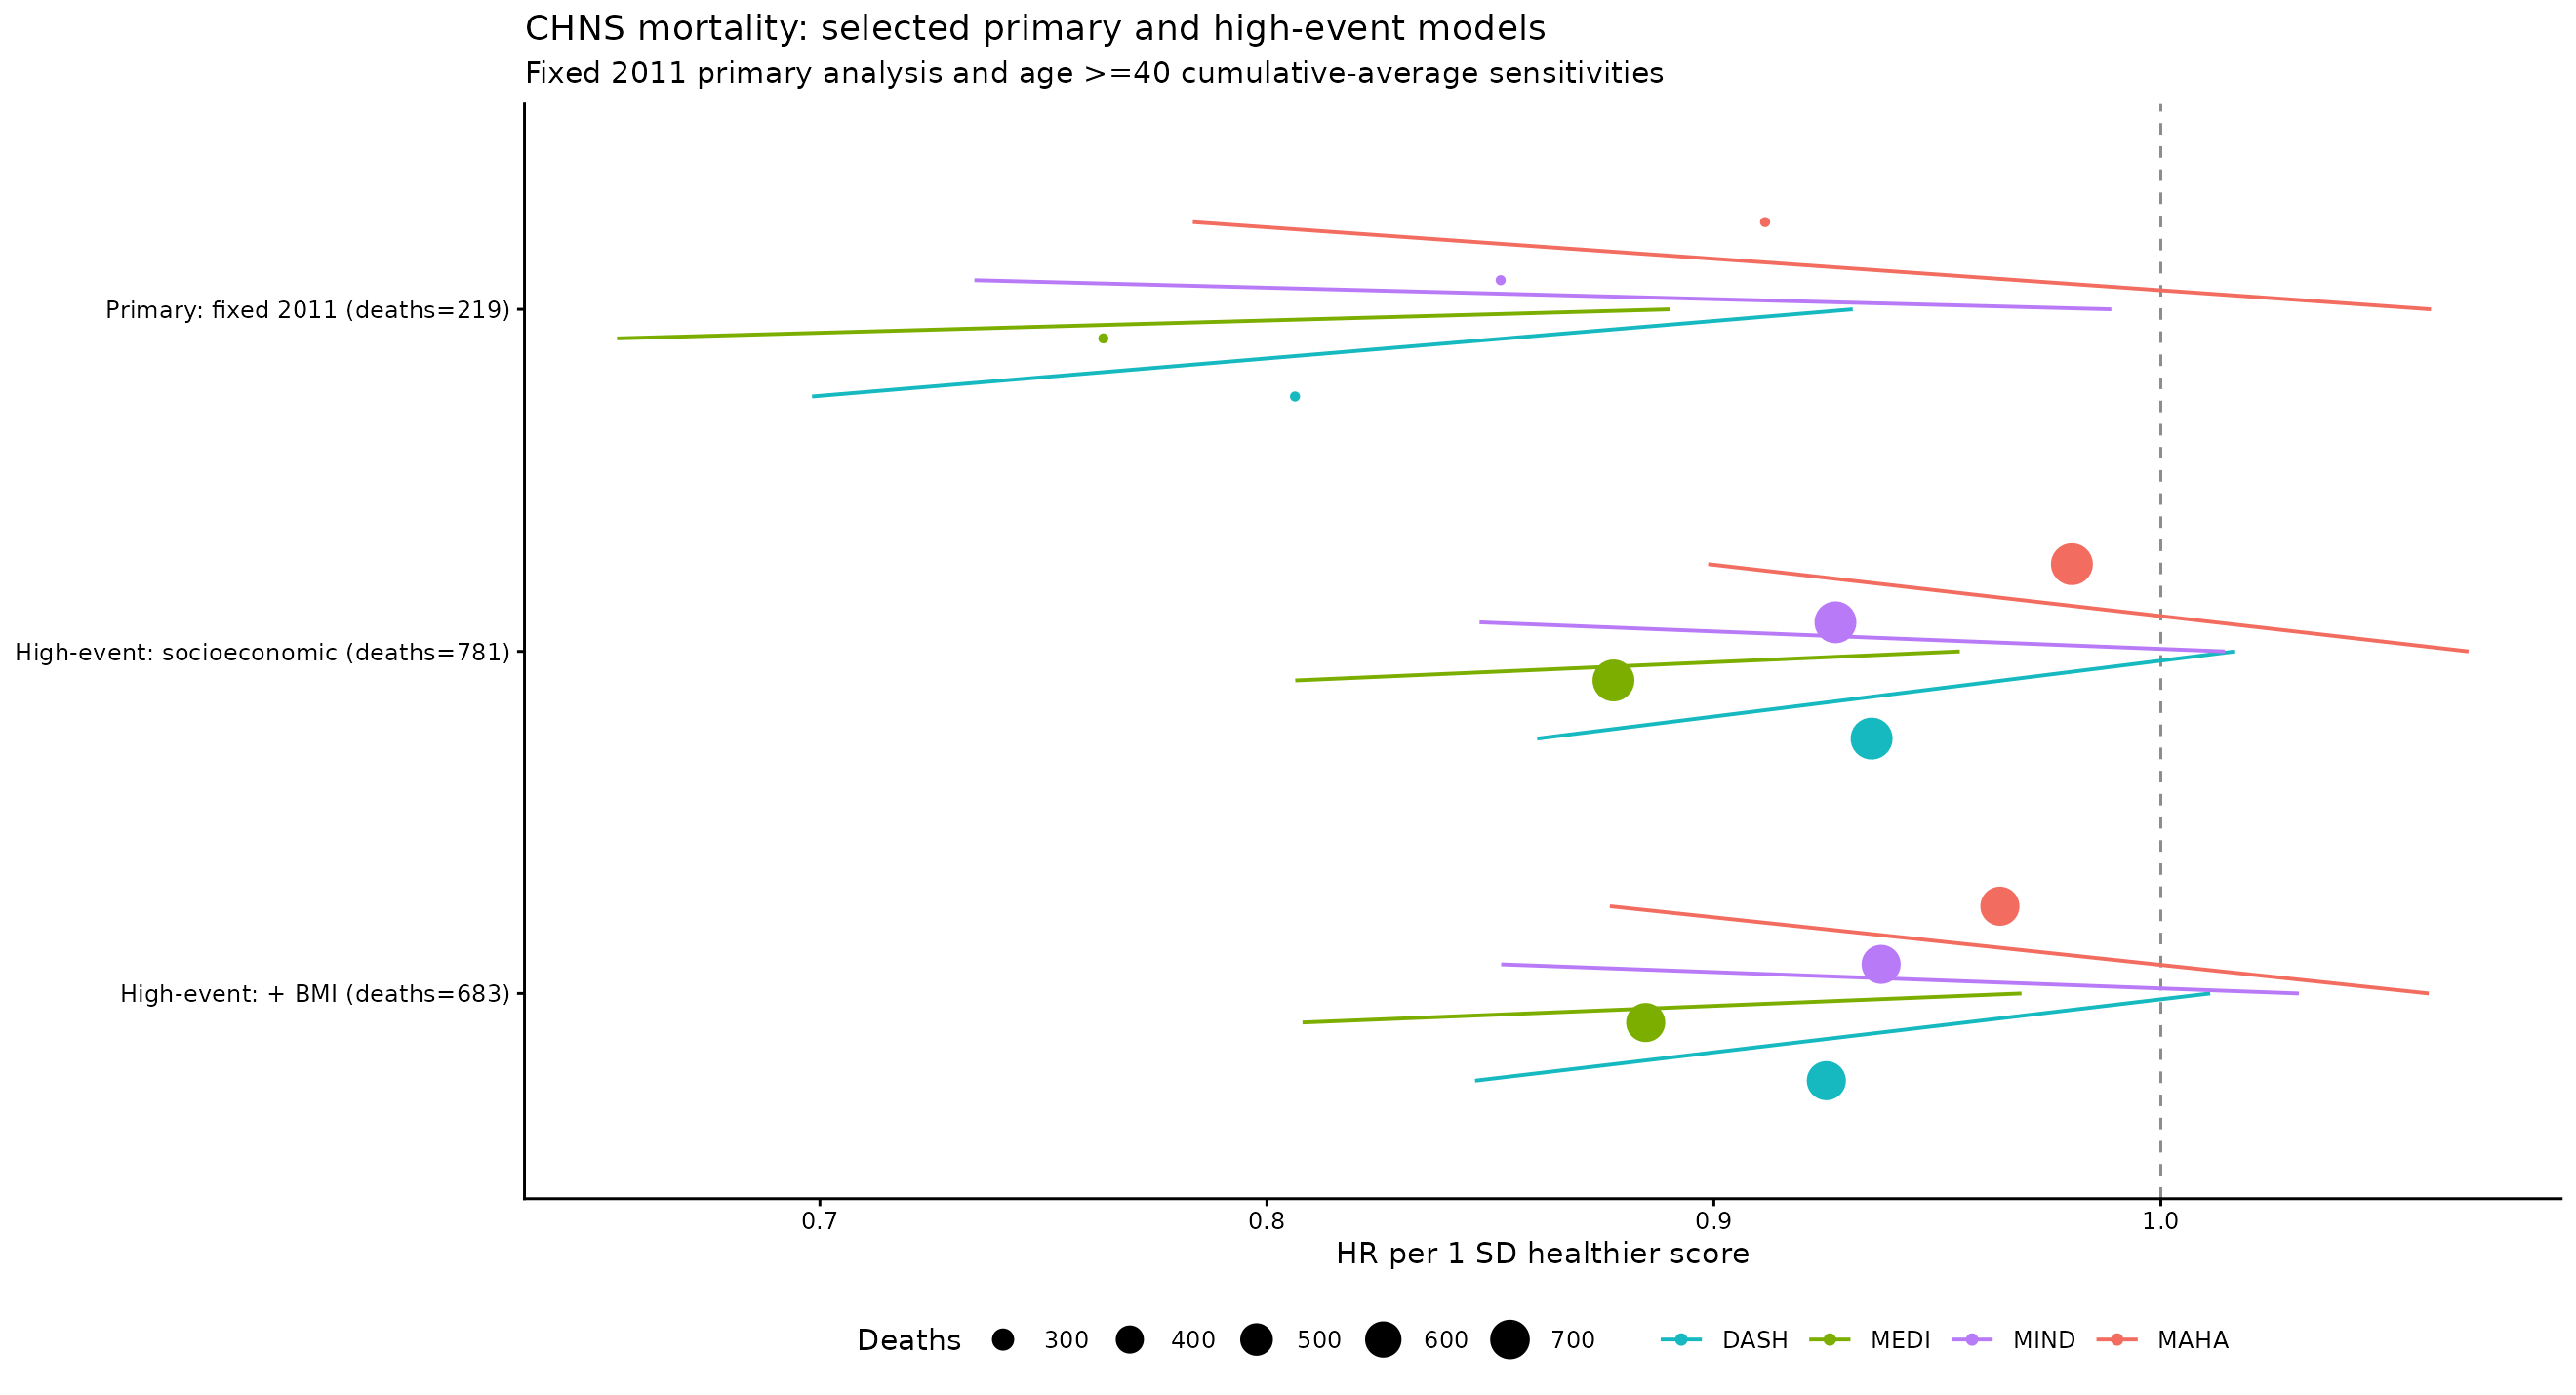 CHNS mortality: selected primary and high-event models
Fixed 2011 primary analysis and age >=40 cumulative-average sensitivities
Primary: fixed 2011 (deaths=219)
High-event: socioeconomic (deaths=781)
High-event: + BMI (deaths=683)
0.7 0.8 0.9 1.0
HR per 1 SD healthier score
Deaths 300 400 500 600 700 DASH MEDI MIND MAHA